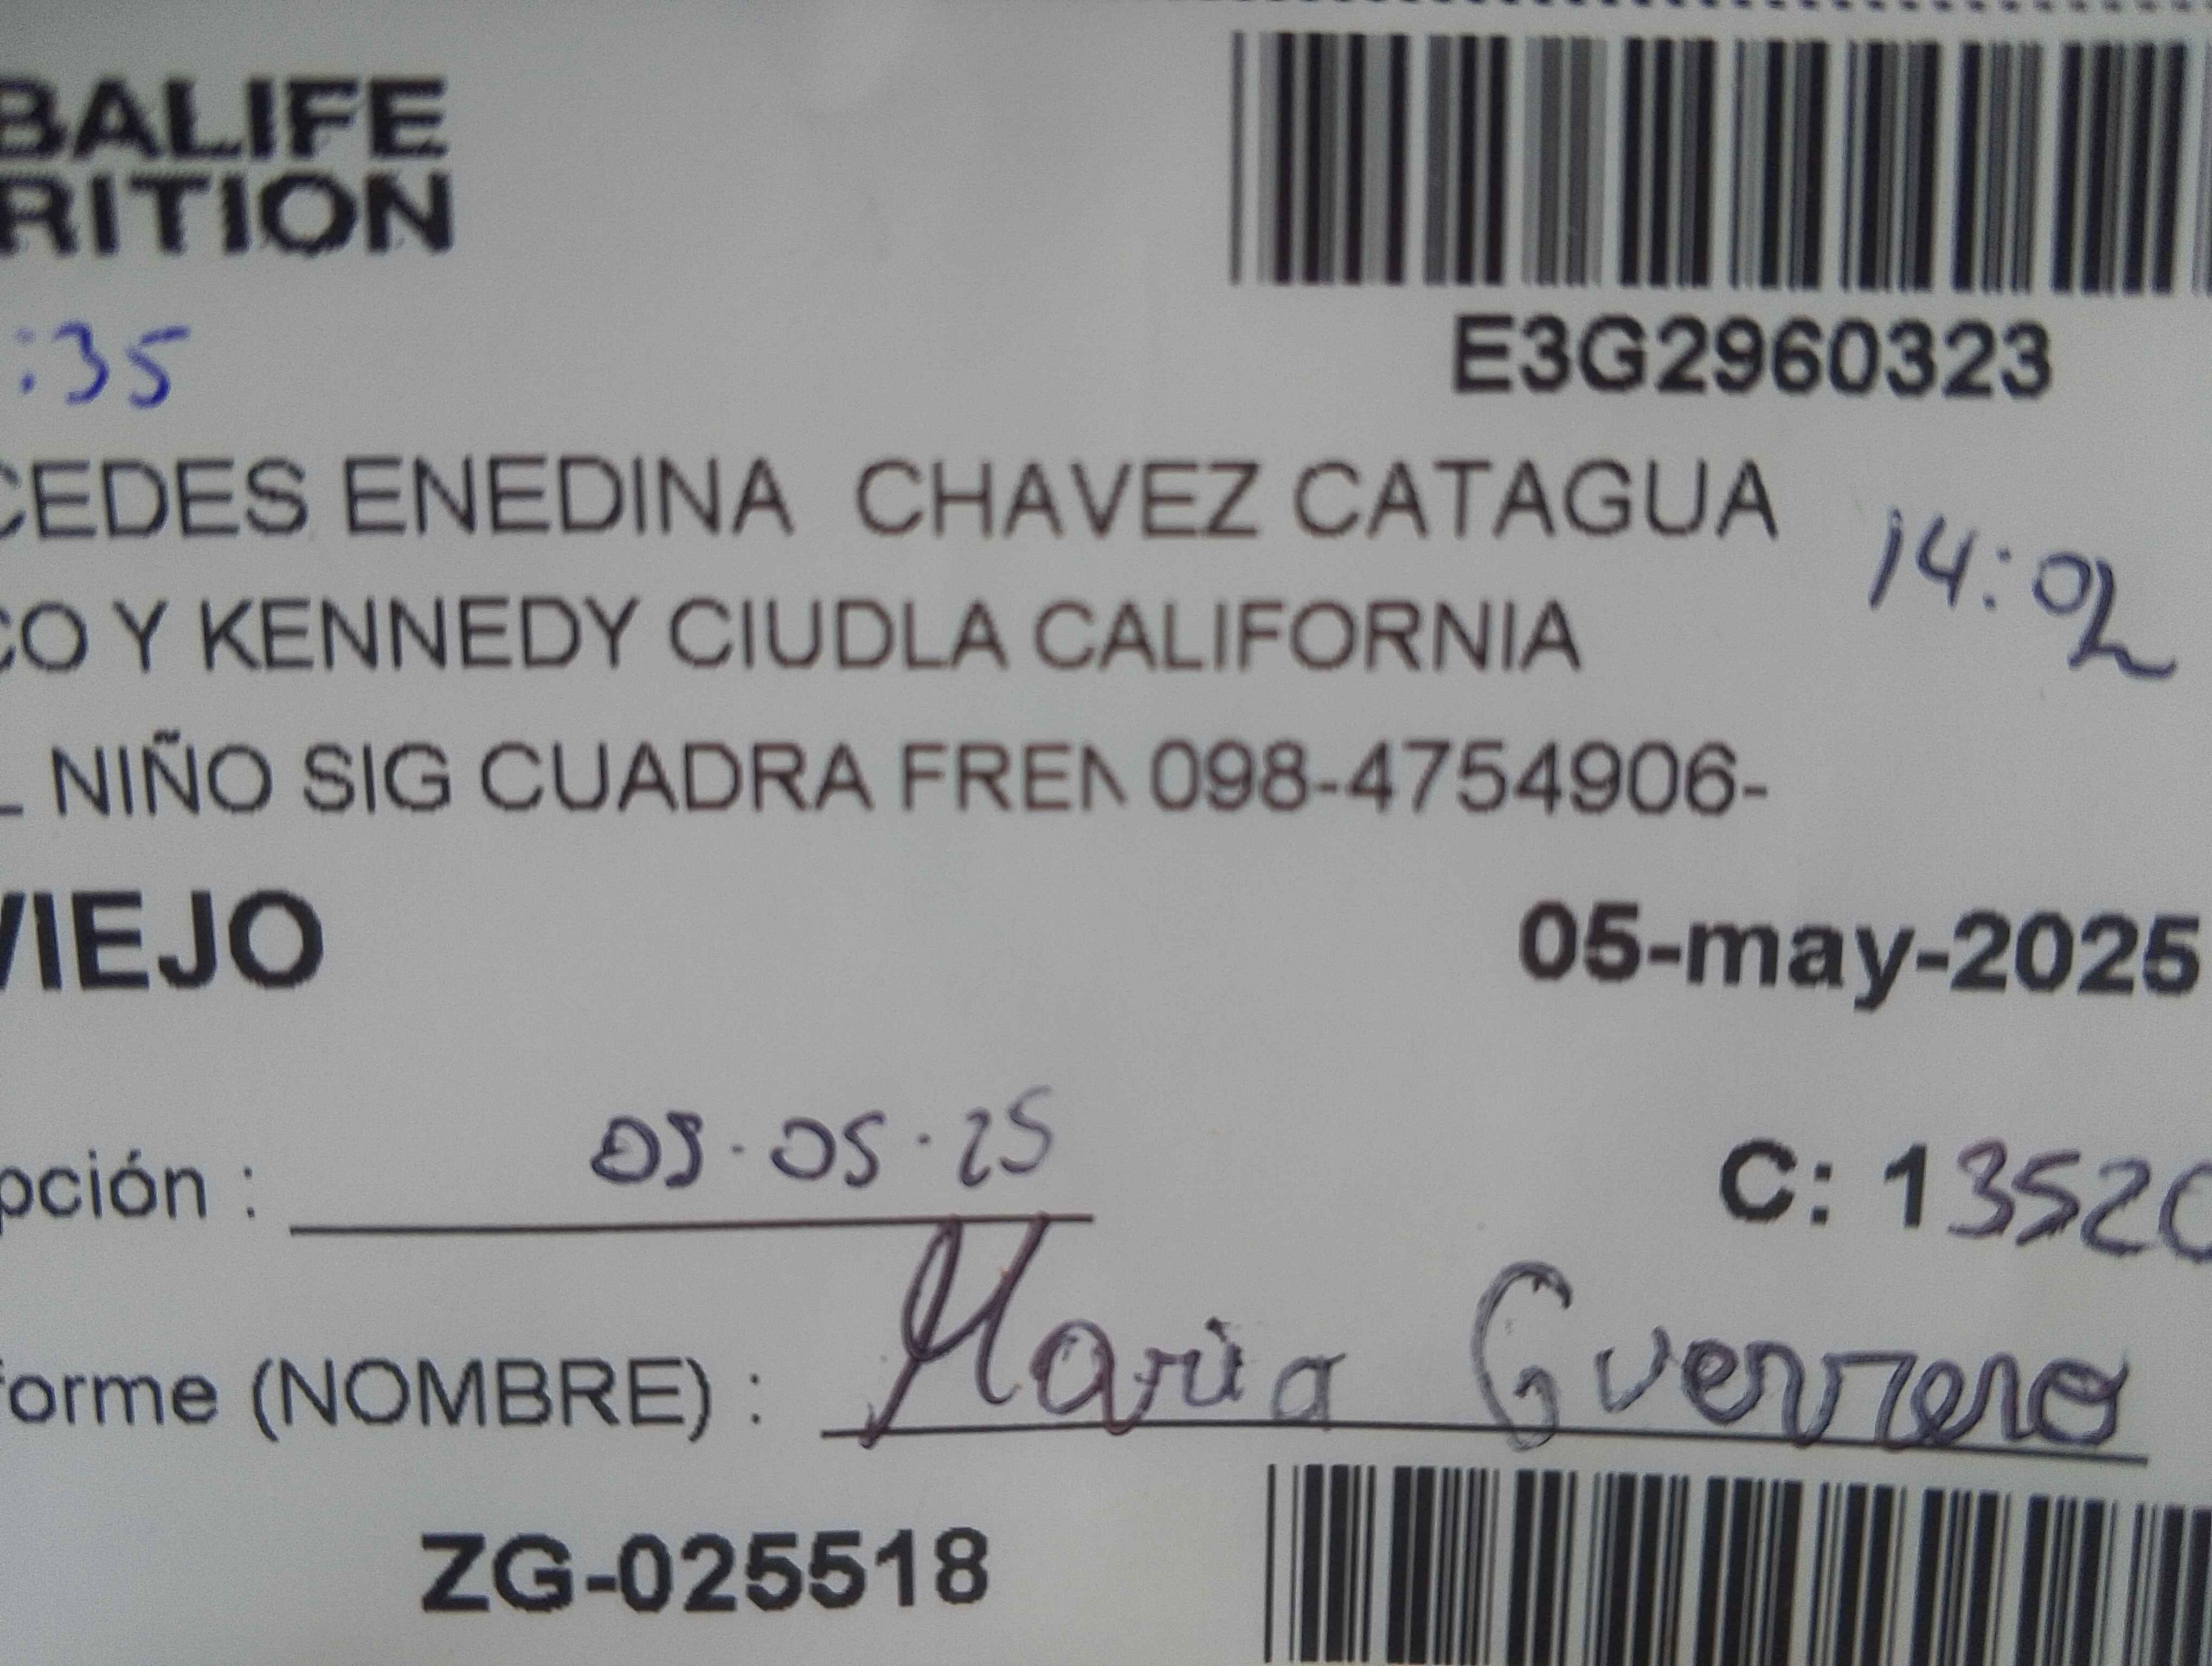 BALIFE
RITION
:35
E3G2960323
CEDES ENEDINA CHAVEZ CATAGUA
14:02
CO Y KENNEDY CIUDLA CALIFORNIA
L NIÑO SIG CUADRA FREN 098-4754906-
VIEJO
05-may-2025
pción : 05.05.25
C: 13520
forme (NOMBRE) : Maria Guerrero
ZG-025518